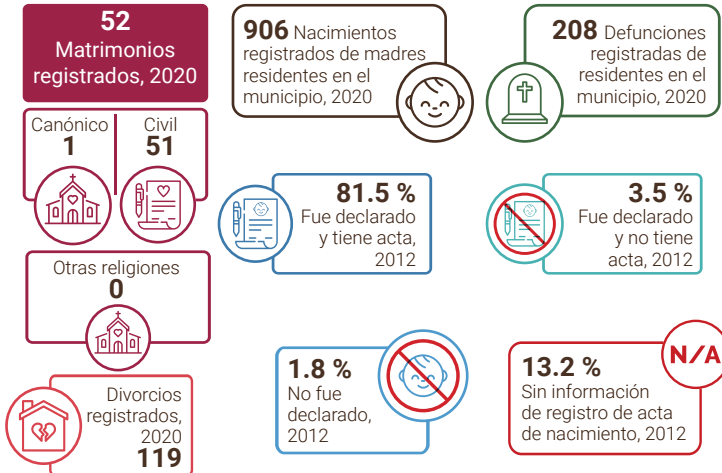 52
Matrimonios
registrados, 2020
Canónico
1
Civil
51
Otras religiones
0
Divorcios
registrados,
2020
119
906 Nacimientos
registrados de madres
residentes en el
municipio, 2020
208 Defunciones
registradas de
residentes en el
municipio, 2020
81.5 %
Fue declarado
y tiene acta,
2012
3.5 %
Fue declarado
y no tiene
acta, 2012
1.8 %
No fue
declarado,
2012
N/A
13.2 %
Sin información
de registro de acta
de nacimiento, 2012